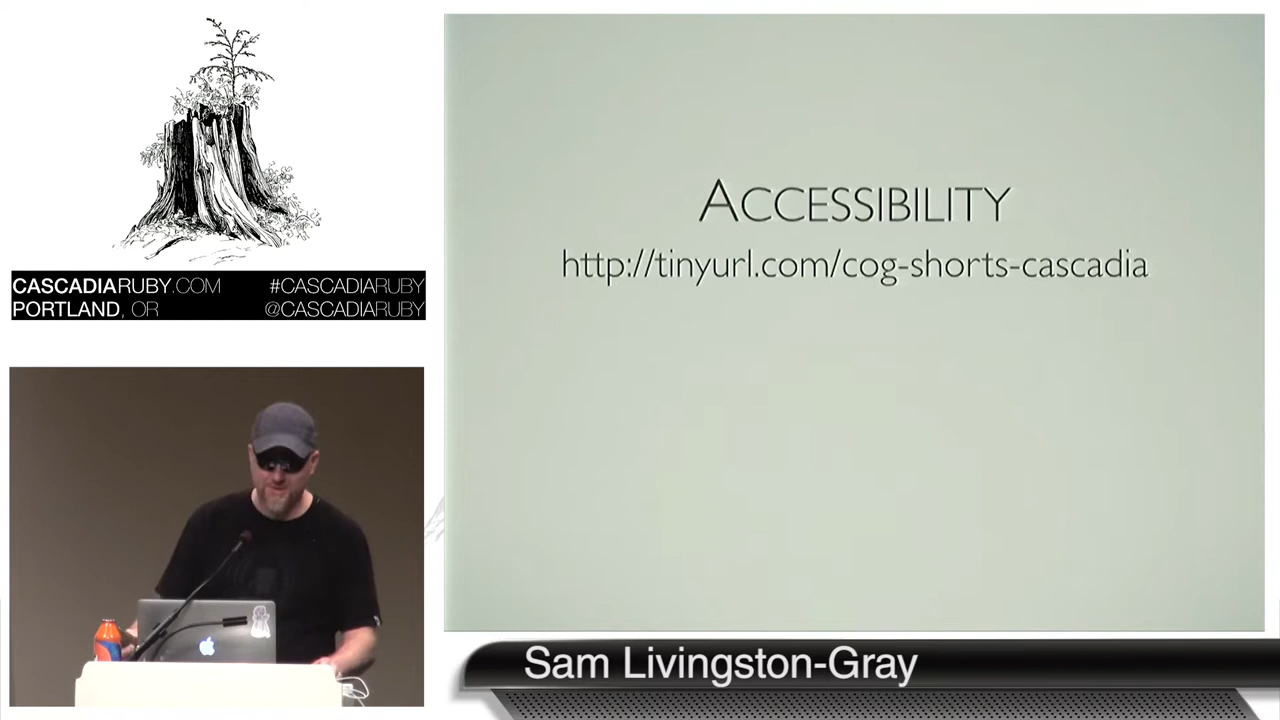 CASCADIARUBY.COM #CASCADIARUBY
PORTLAND, OR @CASCADIARUBY
ACCESSIBILITY
http://tinyurl.com/cog-shorts-cascadia
Sam Livingston-Gray